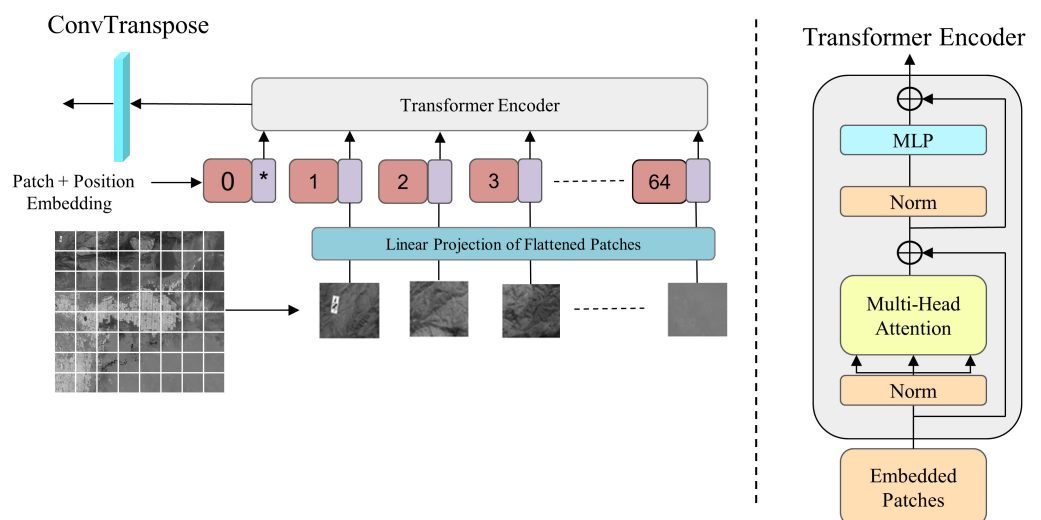 ConvTranspose
Transformer Encoder
Patch + Position
Embedding
0 * 1 2 3 64
Linear Projection of Flattened Patches
Transformer Encoder
MLP
Norm
Multi-Head
Attention
Norm
Embedded
Patches